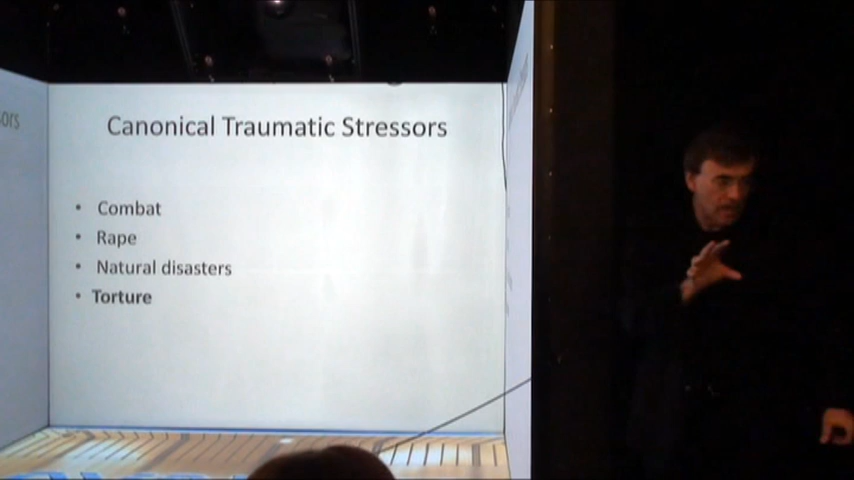 Canonical Traumatic Stressors
• Combat
• Rape
• Natural disasters
• Torture